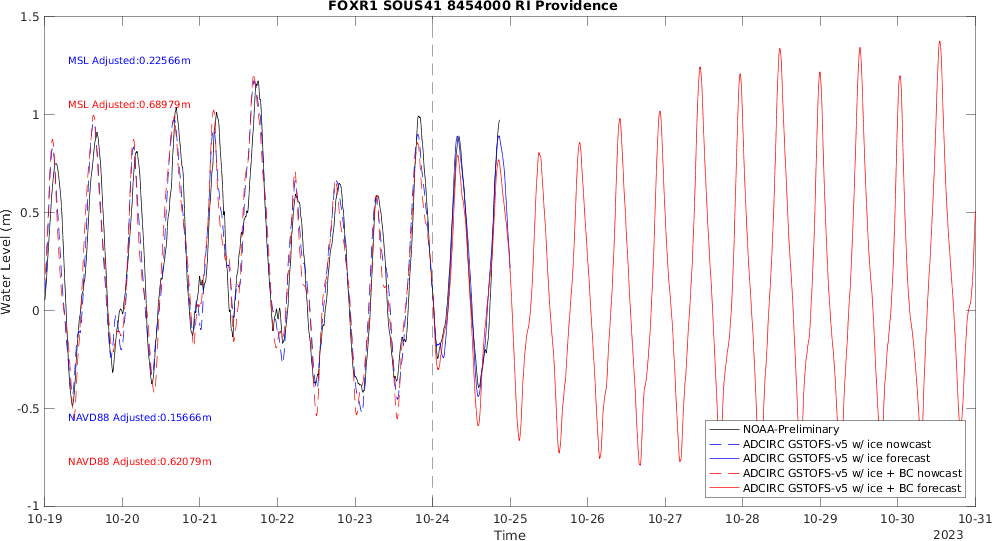 FOXR1 SOUS41 8454000 RI Providence
1.5
1
0.5
0
-0.5
-1
Water Level (m)
MSL Adjusted:0.22566m
MSL Adjusted:0.68979m
NAVD88 Adjusted:0.15666m
NAVD88 Adjusted:0.62079m
NOAA-Preliminary
ADCIRC GSTOFS-v5 w/ ice nowcast
ADCIRC GSTOFS-v5 w/ ice forecast
ADCIRC GSTOFS-v5 w/ ice + BC nowcast
ADCIRC GSTOFS-v5 w/ ice + BC forecast
10-19 10-20 10-21 10-22 10-23 10-24 10-25 10-26 10-27 10-28 10-29 10-30 10-31
Time
2023